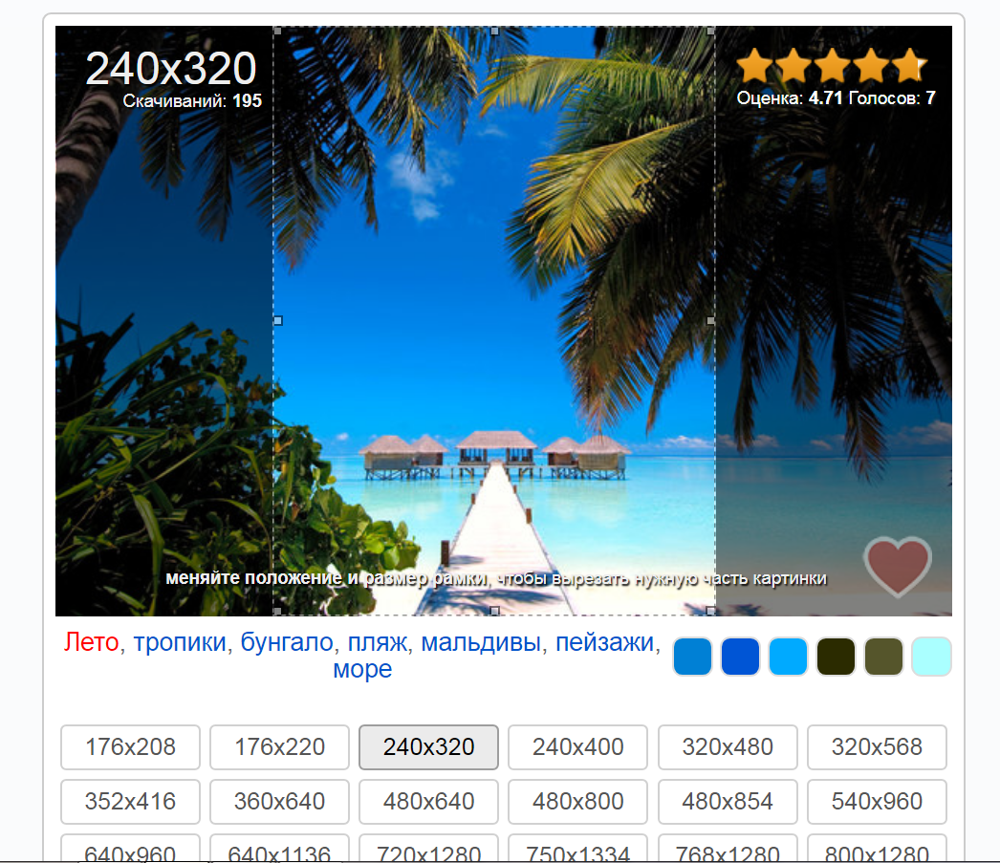 240x320
Скачиваний: 195
Оценка: 4.71 Голосов: 7
меняйте положение и размер рамки, чтобы вырезать нужную часть картинки
Лето, тропики, бунгало, пляж, мальдивы, пейзажи,
море
176x208 176x220 240x320 240x400 320x480 320x568
352x416 360x640 480x640 480x800 480x854 540x960
640x960 640x1136 720x1280 750x1334 768x1280 800x1280